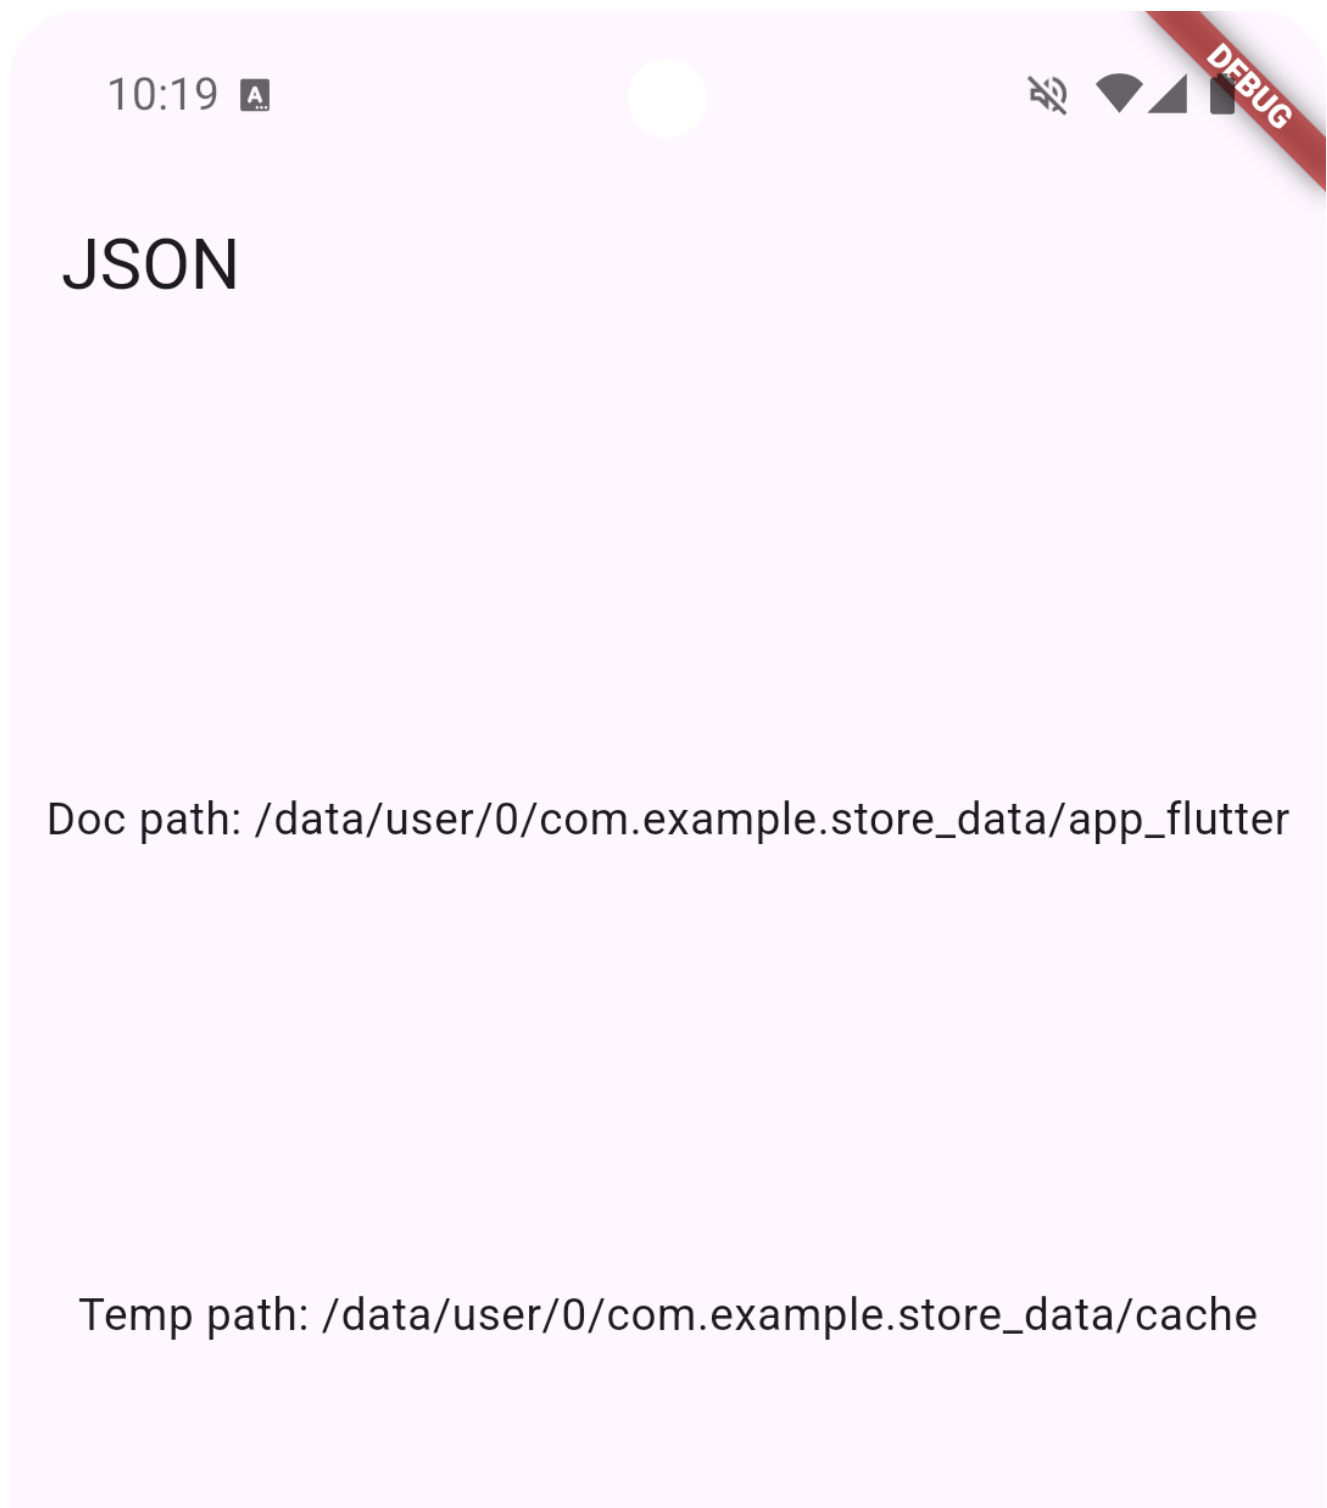 10:19 A
DEBUG
JSON
Doc path: /data/user/0/com.example.store_data/app_flutter
Temp path: /data/user/0/com.example.store_data/cache